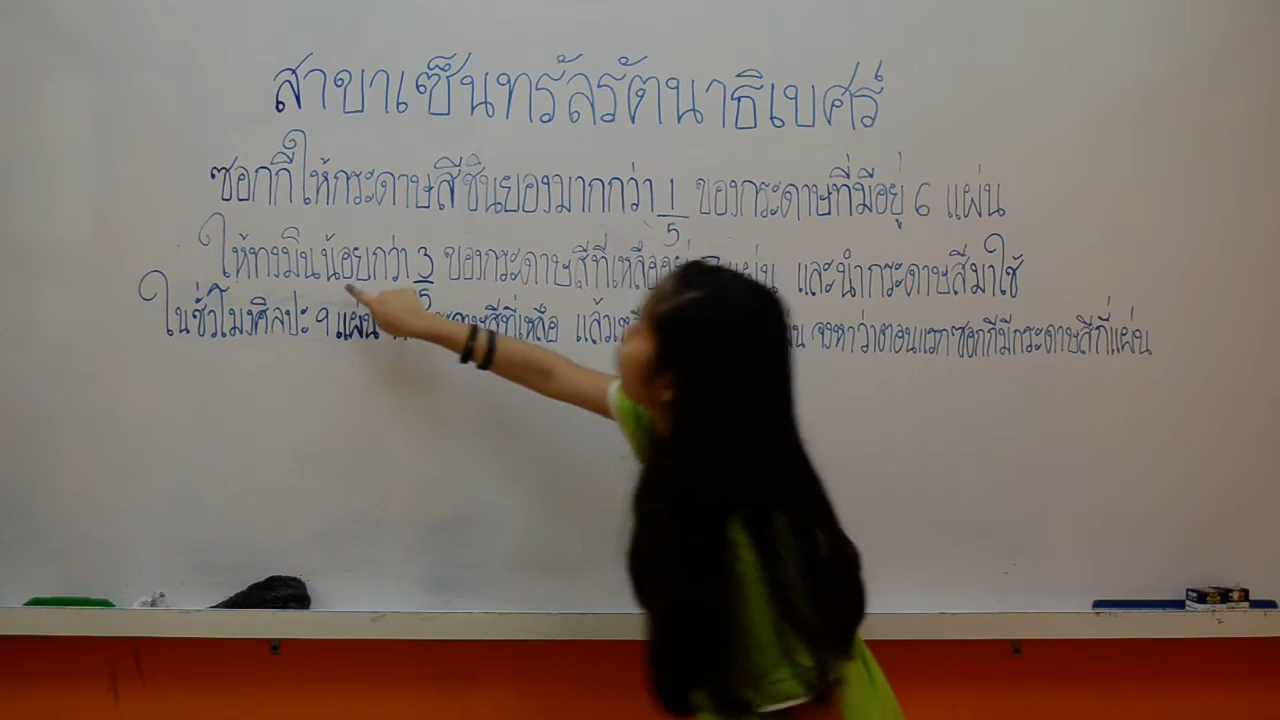 สาขาเซ็นทรัลรัตนาธิเบศร์
ซอกกี้ให้กระดาษสีชินยองมากกว่า 1/5 ของกระดาษที่มีอยู่ 6 แผ่น
ให้ทงมินน้อยกว่า 3/5 ของกระดาษสีที่เหลืออยู่ แผ่น และนำกระดาษสีมาใช้
ในชั่วโมงศิลปะ 9 แผ่น กระดาษสีที่เหลือ แล้ว จงหาว่าตอนแรกซอกกีมีกระดาษสีกี่แผ่น